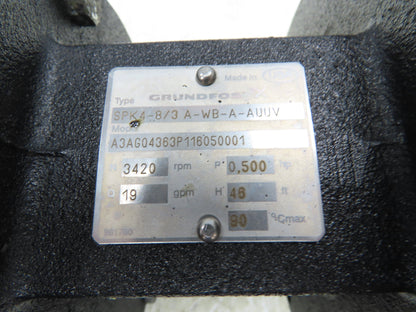 Made in
GRUNDFOS
Type
SPK4-8/3 A-WB-A-AUUV
Model
A3AG04363P116050001
3420 rpm P 0,500 hp
Q 19 gpm H 46 ft
90 °Cmax